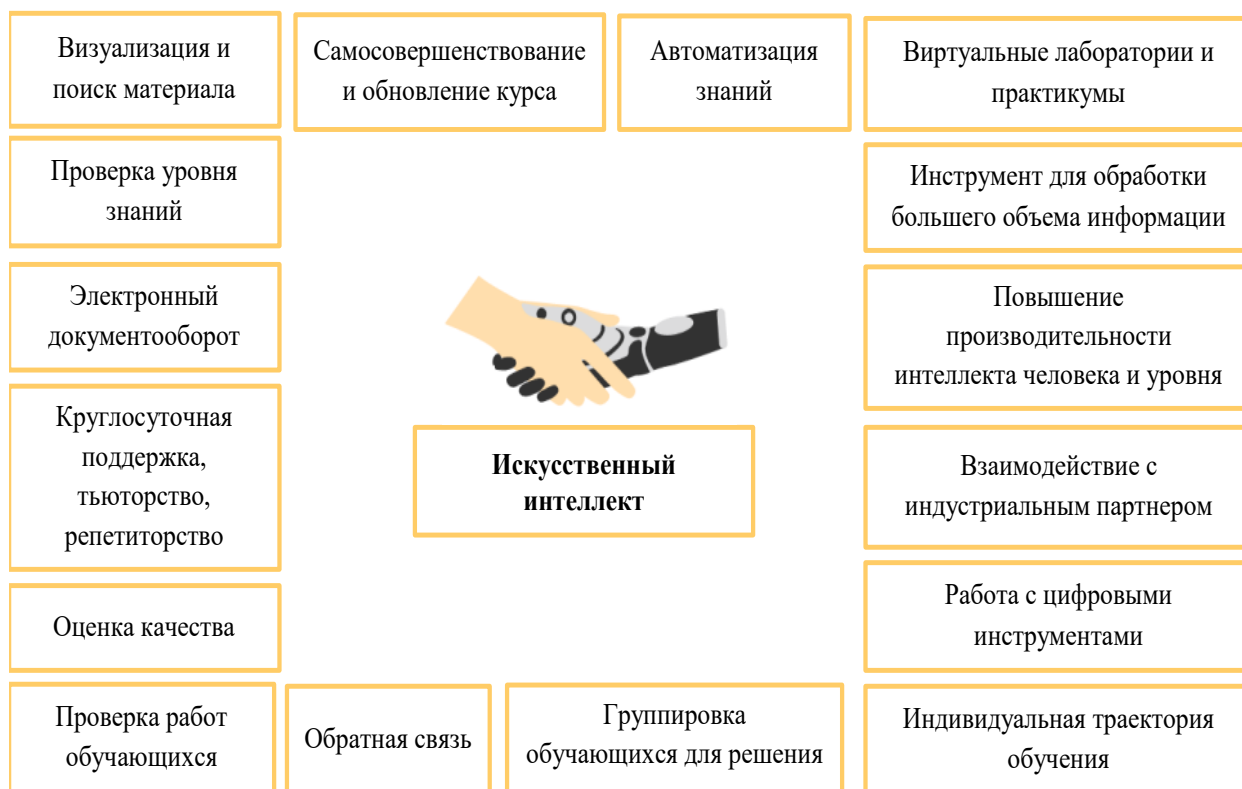 Визуализация и
поиск материала
Самосовершенствование
и обновление курса
Автоматизация
знаний
Виртуальные лаборатории и
практикумы
Проверка уровня
знаний
Инструмент для обработки
большего объема информации
Электронный
документооборот
Повышение
производительности
интеллекта человека и уровня
Круглосуточная
поддержка,
тьюторство,
репетиторство
Искусственный
интеллект
Взаимодействие с
индустриальным партнером
Оценка качества
Работа с цифровыми
инструментами
Проверка работ
обучающихся
Обратная связь
Группировка
обучающихся для решения
Индивидуальная траектория
обучения